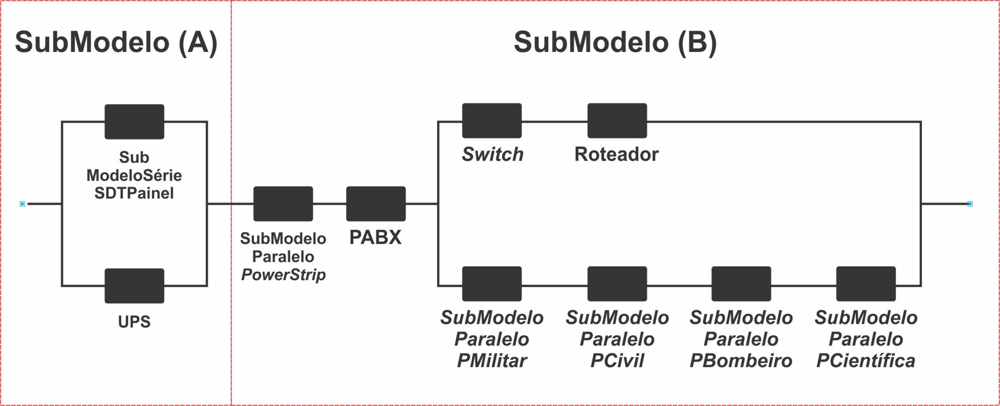 SubModelo (A)
SubModelo (B)
Switch
Roteador
Sub
ModeloSérie
SDTPainel
SubModelo
Paralelo
PowerStrip
PABX
UPS
SubModelo
Paralelo
PMilitar
SubModelo
Paralelo
PCivil
SubModelo
Paralelo
PBombeiro
SubModelo
Paralelo
PCientífica